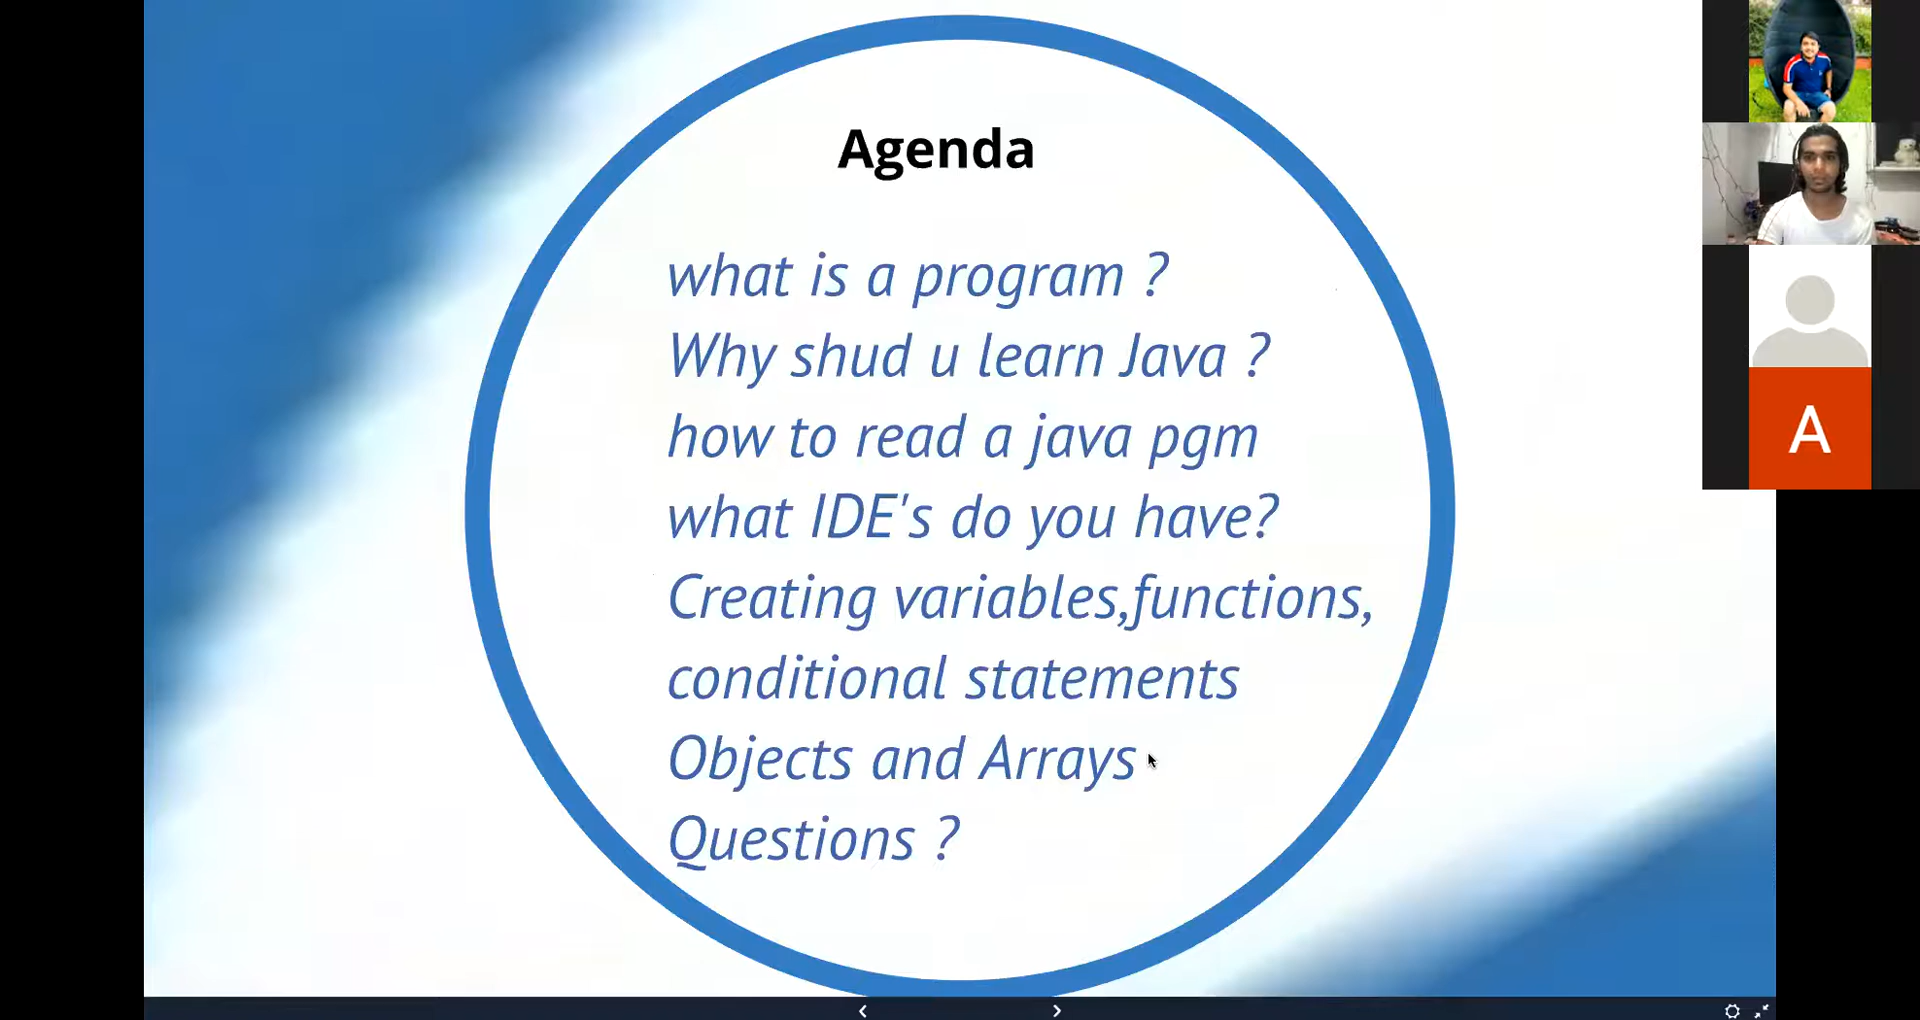 Agenda
what is a program ?
Why shud u learn Java ?
how to read a java pgm
what IDE's do you have?
Creating variables,functions,
conditional statements
Objects and Arrays
Questions ?
A